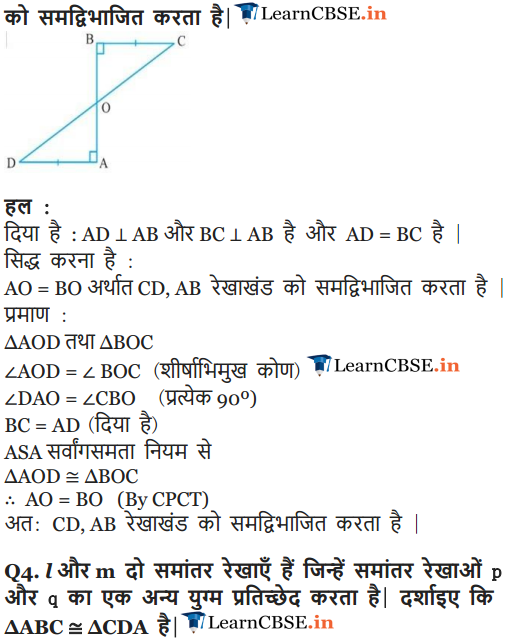 को समद्विभाजित करता है| LearnCBSE.in
B C
O
D A
हल :
दिया है : AD ⊥ AB और BC ⊥ AB है और AD = BC है |
सिद्ध करना है :
AO = BO अर्थात CD, AB रेखाखंड को समद्विभाजित करता है |
प्रमाण :
ΔAOD तथा ΔBOC
∠AOD = ∠ BOC (शीर्षाभिमुख कोण) LearnCBSE.in
∠DAO = ∠CBO (प्रत्येक 90º)
BC = AD (दिया है)
ASA सर्वांगसमता नियम से
ΔAOD ≅ ΔBOC
∴ AO = BO (By CPCT)
अत: CD, AB रेखाखंड को समद्विभाजित करता है |
Q4. l और m दो समांतर रेखाएँ हैं जिन्हें समांतर रेखाओं p
और q का एक अन्य युग्म प्रतिच्छेद करता है| दर्शाइए कि
ΔABC ≅ ΔCDA है| LearnCBSE.in